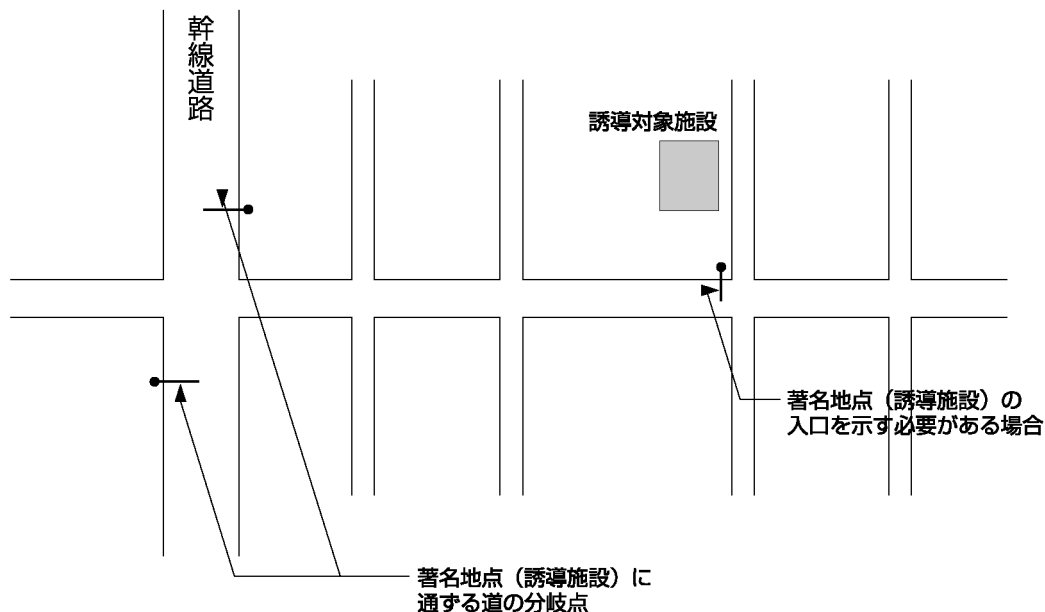 幹線道路
誘導対象施設
著名地点（誘導施設）の
入口を示す必要がある場合
著名地点（誘導施設）に
通ずる道の分岐点